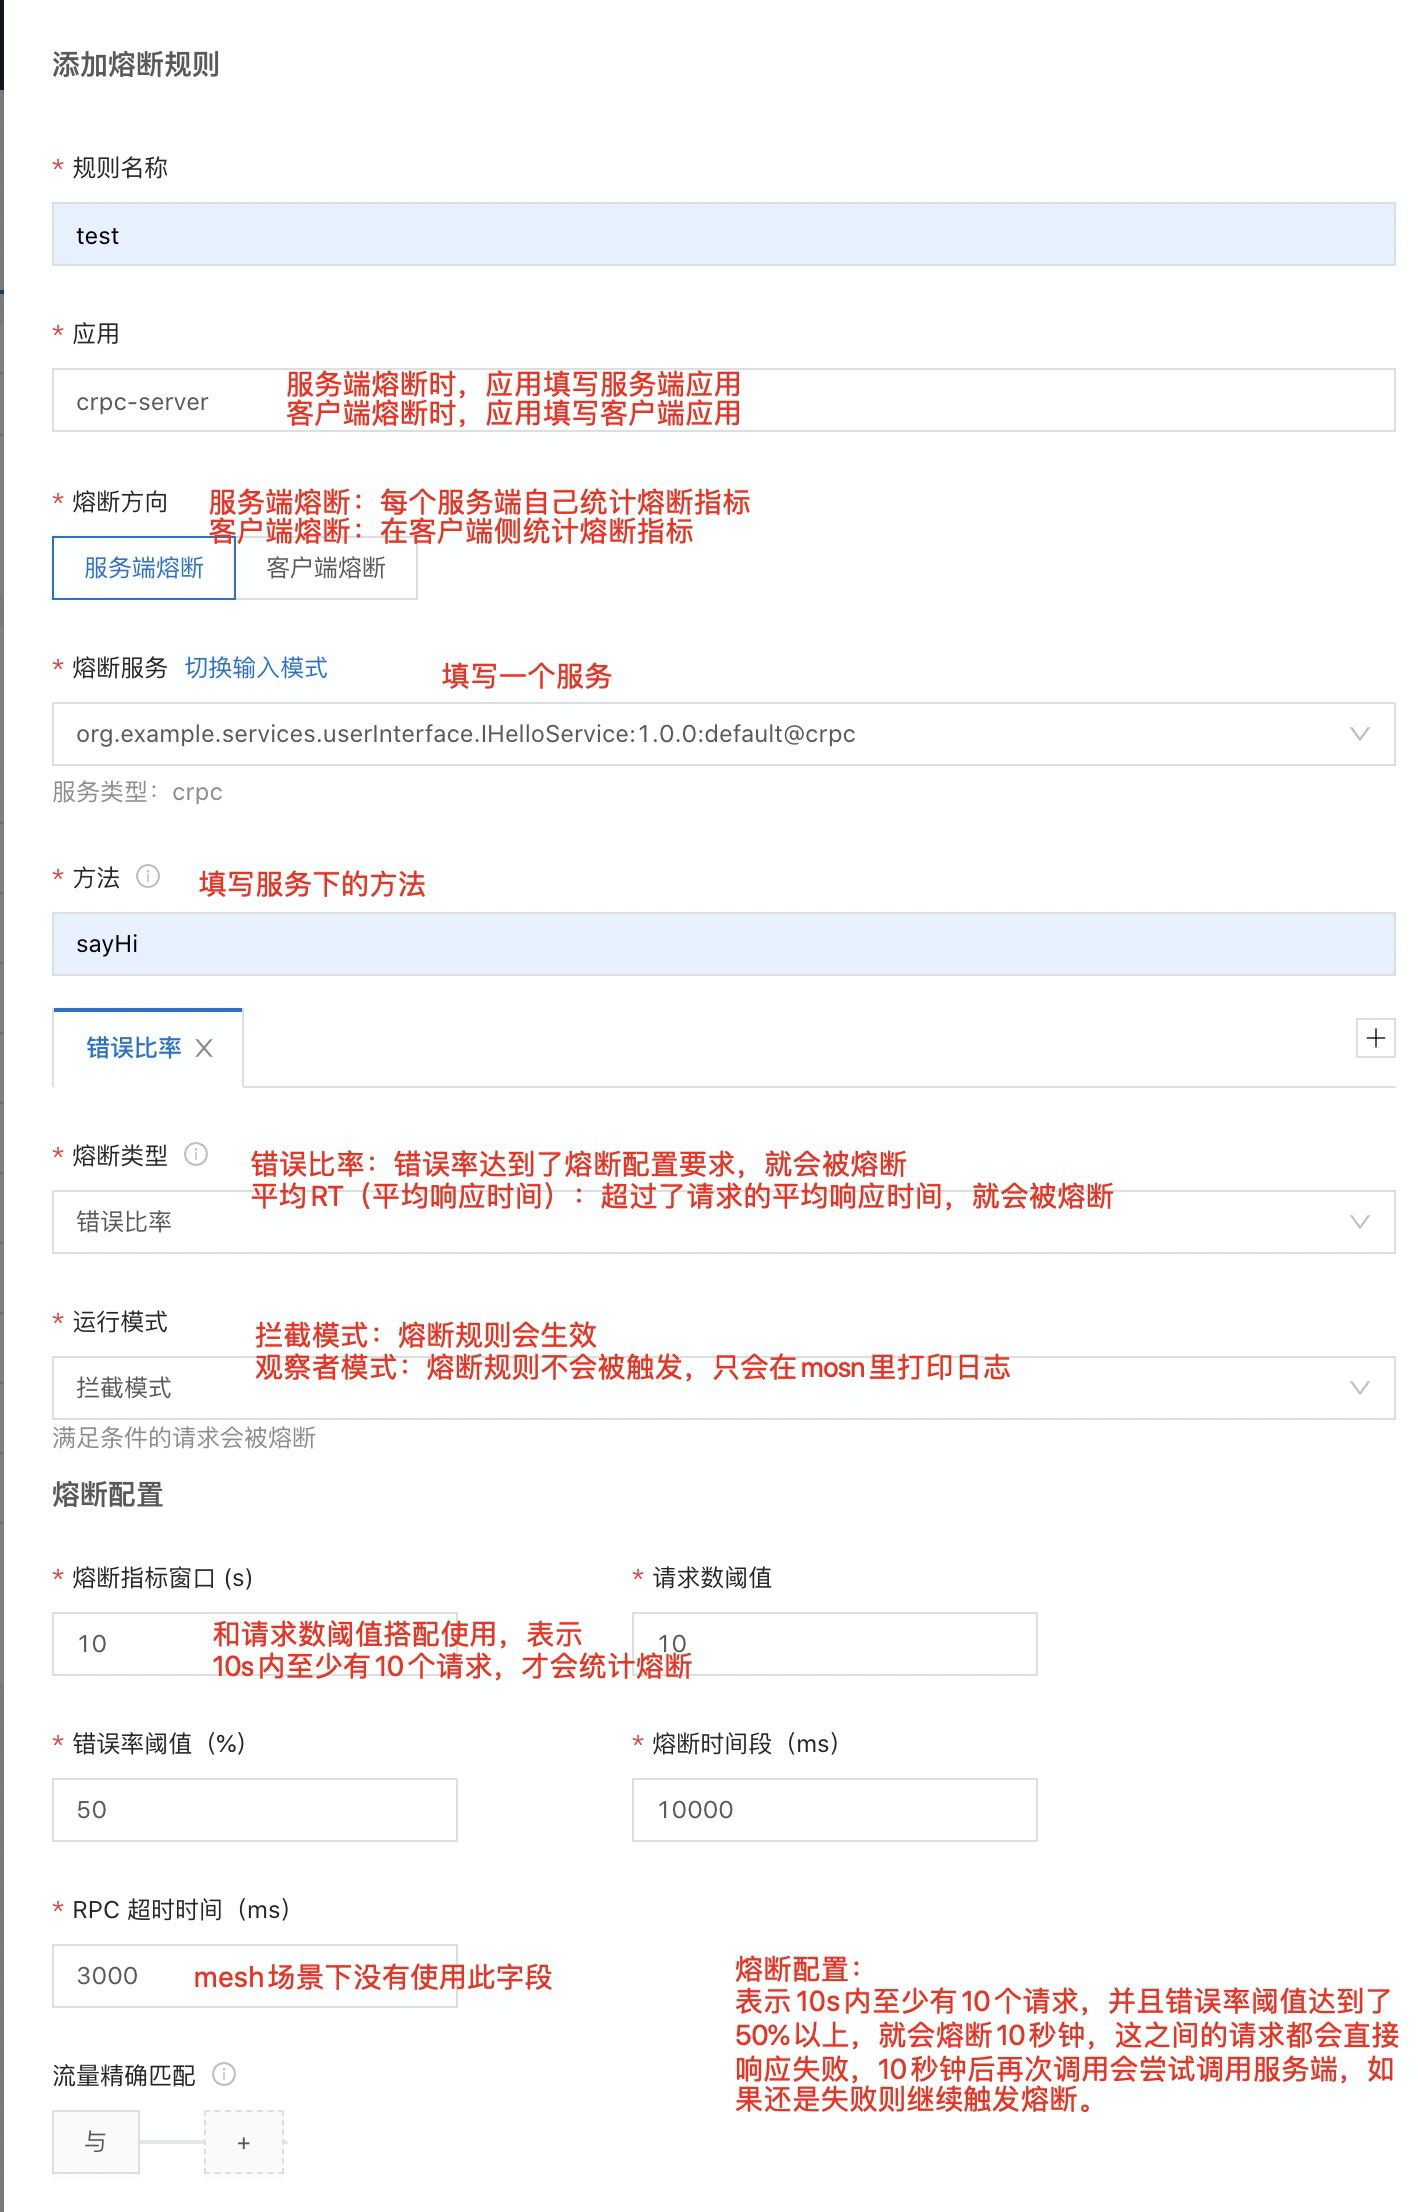 添加熔断规则
* 规则名称
test
* 应用
crpc-server
服务端熔断时，应用填写服务端应用
客户端熔断时，应用填写客户端应用
* 熔断方向
服务端熔断：每个服务端自己统计熔断指标
客户端熔断：在客户端侧统计熔断指标
服务端熔断 客户端熔断
* 熔断服务 切换输入模式
填写一个服务
org.example.services.userInterface.IHelloService:1.0.0:default@crpc
服务类型：crpc
* 方法
填写服务下的方法
sayHi
错误比率 X
+
* 熔断类型
错误比率：错误率达到了熔断配置要求，就会被熔断
平均RT（平均响应时间）：超过了请求的平均响应时间，就会被熔断
错误比率
* 运行模式
拦截模式：熔断规则会生效
观察者模式：熔断规则不会被触发，只会在mosn里打印日志
拦截模式
满足条件的请求会被熔断
熔断配置
* 熔断指标窗口 (s)
* 请求数阈值
10
和请求数阈值搭配使用，表示
10s内至少有10个请求，才会统计熔断
10
* 错误率阈值（%）
* 熔断时间段（ms）
50
10000
* RPC 超时时间（ms）
3000
mesh场景下没有使用此字段
熔断配置：
表示10s内至少有10个请求，并且错误率阈值达到了
50%以上，就会熔断10秒钟，这之间的请求都会直接
响应失败，10秒钟后再次调用会尝试调用服务端，如
果还是失败则继续触发熔断。
流量精确匹配
与
+